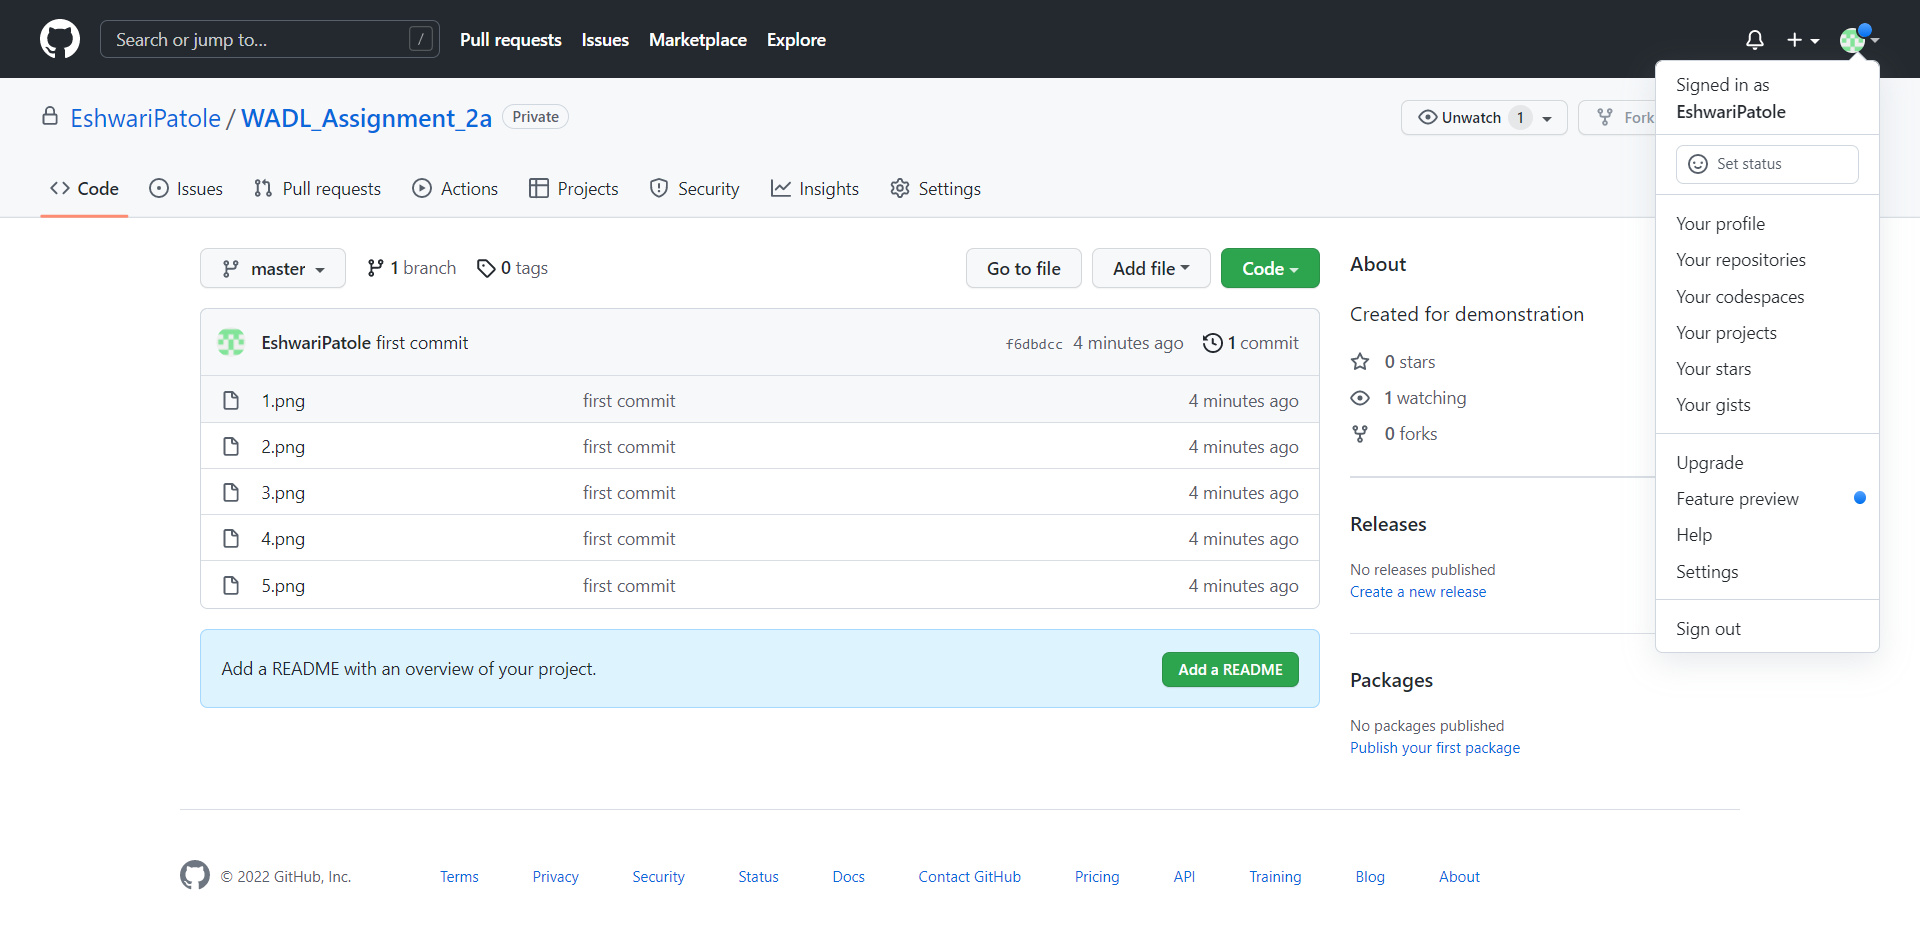 Search or jump to... /
Pull requests Issues Marketplace Explore
Signed in as
EshwariPatole
Set status
Your profile
Your repositories
Your codespaces
Your projects
Your stars
Your gists
Upgrade
Feature preview
Help
Settings
Sign out
EshwariPatole / WADL_Assignment_2a Private
Unwatch 1 Fork
Code Issues Pull requests Actions Projects Security Insights Settings
master 1 branch 0 tags Go to file Add file Code
EshwariPatole first commit f6dbdcc 4 minutes ago 1 commit
1.png first commit 4 minutes ago
2.png first commit 4 minutes ago
3.png first commit 4 minutes ago
4.png first commit 4 minutes ago
5.png first commit 4 minutes ago
Add a README with an overview of your project. Add a README
About
Created for demonstration
0 stars
1 watching
0 forks
Releases
No releases published
Create a new release
Packages
No packages published
Publish your first package
© 2022 GitHub, Inc. Terms Privacy Security Status Docs Contact GitHub Pricing API Training Blog About